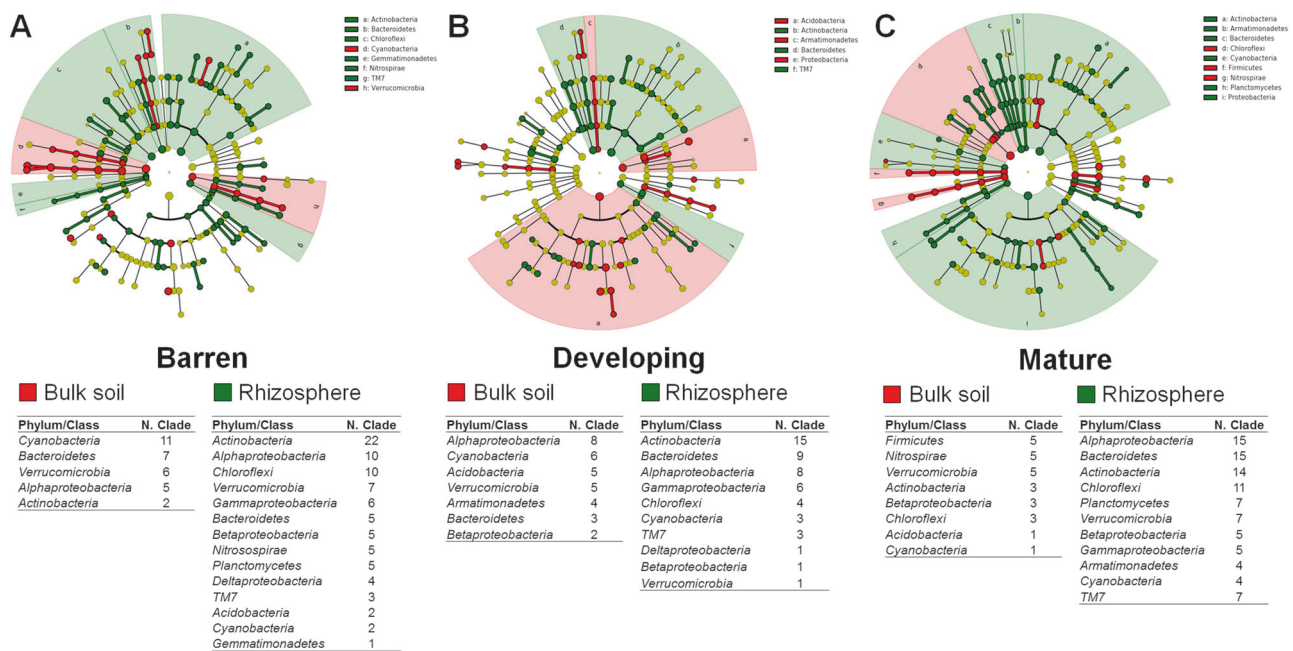 A
a: Actinobacteria
b: Bacteroidetes
c: Chloroflexi
d: Cyanobacteria
e: Gemmatimonadetes
f: Nitrospirae
g: TM7
h: Verrucomicrobia
b
a
c
d
e
f
h
g
B
a: Acidobacteria
b: Actinobacteria
c: Armatimonadetes
d: Bacteroidetes
e: Proteobacteria
f: TM7
c
d
b
a
f
C
a: Actinobacteria
b: Armatimonadetes
c: Bacteroidetes
d: Chloroflexi
e: Cyanobacteria
f: Firmicutes
g: Nitrospirae
h: Planctomycetes
i: Proteobacteria
b
c
a
d
e
f
g
h
Barren
Bulk soil
Rhizosphere
Phylum/Class N. Clade
Cyanobacteria 11
Bacteroidetes 7
Verrucomicrobia 6
Alphaproteobacteria 5
Actinobacteria 2
Phylum/Class N. Clade
Actinobacteria 22
Alphaproteobacteria 10
Chloroflexi 10
Verrucomicrobia 7
Gammaproteobacteria 6
Bacteroidetes 5
Betaproteobacteria 5
Nitrosospirae 5
Planctomycetes 5
Deltaproteobacteria 4
TM7 3
Acidobacteria 2
Cyanobacteria 2
Gemmatimonadetes 1
Developing
Bulk soil
Rhizosphere
Phylum/Class N. Clade
Alphaproteobacteria 8
Cyanobacteria 6
Acidobacteria 5
Verrucomicrobia 5
Armatimonadetes 4
Bacteroidetes 3
Betaproteobacteria 2
Phylum/Class N. Clade
Actinobacteria 15
Bacteroidetes 9
Alphaproteobacteria 8
Gammaproteobacteria 6
Chloroflexi 4
Cyanobacteria 3
TM7 3
Deltaproteobacteria 1
Betaproteobacteria 1
Verrucomicrobia 1
Mature
Bulk soil
Rhizosphere
Phylum/Class N. Clade
Firmicutes 5
Nitrospirae 5
Verrucomicrobia 5
Actinobacteria 3
Betaproteobacteria 3
Chloroflexi 3
Acidobacteria 1
Cyanobacteria 1
Phylum/Class N. Clade
Alphaproteobacteria 15
Bacteroidetes 15
Actinobacteria 14
Chloroflexi 11
Planctomycetes 7
Verrucomicrobia 7
Betaproteobacteria 5
Gammaproteobacteria 5
Armatimonadetes 4
Cyanobacteria 4
TM7 7